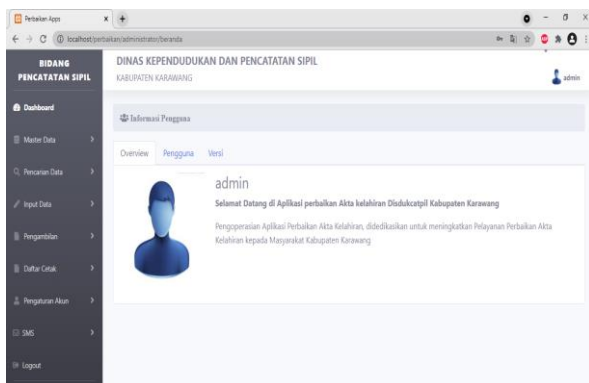 Perbaikan Apps
localhost/perbaikan/administrator/beranda
BIDANG
PENCATATAN SIPIL
DINAS KEPENDUDUKAN DAN PENCATATAN SIPIL
KABUPATEN KARAWANG
admin
Dashboard
Master Data
Pencarian Data
Input Data
Pengambilan
Daftar Cetak
Pengaturan Akun
SMS
Logout
Informasi Pengguna
Overview Pengguna Versi
admin
Selamat Datang di Aplikasi perbaikan Akta kelahiran Disdukcatpil Kabupaten Karawang
Pengoperasian Aplikasi Perbaikan Akta Kelahiran, didedikasikan untuk meningkatkan Pelayanan Perbaikan Akta
Kelahiran kepada Masyarakat Kabupaten Karawang